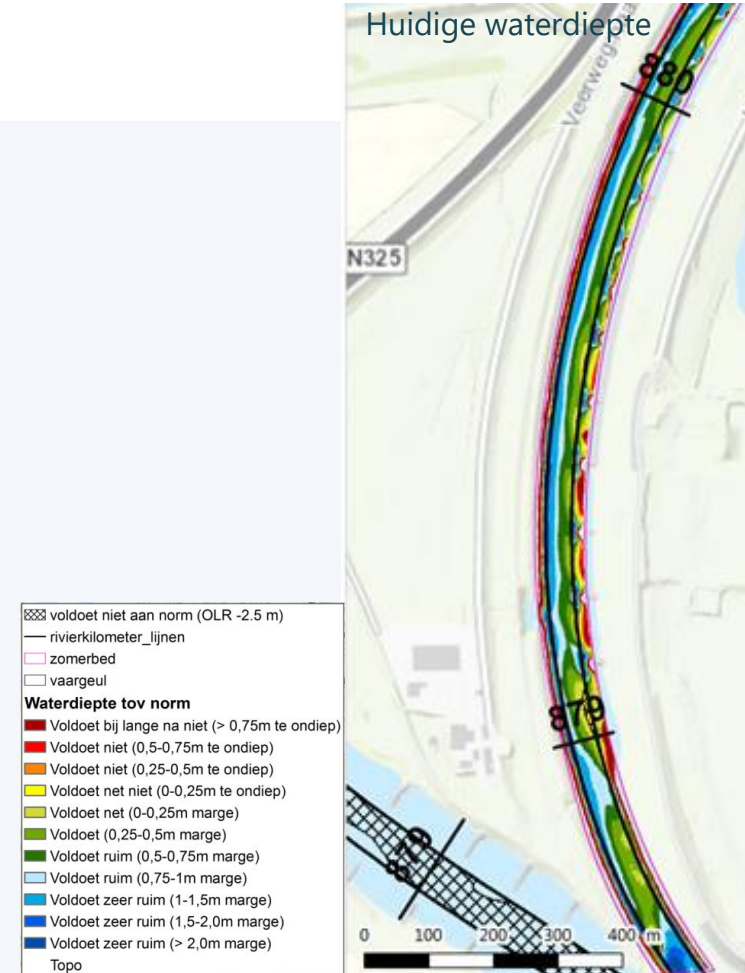 Huidige waterdiepte
880
Veerweg
N325
879
879
voldoet niet aan norm (OLR -2.5 m)
rivierkilometer_lijnen
zomerbed
vaargeul
Waterdiepte tov norm
Voldoet bij lange na niet (> 0,75m te ondiep)
Voldoet niet (0,5-0,75m te ondiep)
Voldoet niet (0,25-0,5m te ondiep)
Voldoet net niet (0-0,25m te ondiep)
Voldoet net (0-0,25m marge)
Voldoet (0,25-0,5m marge)
Voldoet ruim (0,5-0,75m marge)
Voldoet ruim (0,75-1m marge)
Voldoet zeer ruim (1-1,5m marge)
Voldoet zeer ruim (1,5-2,0m marge)
Voldoet zeer ruim (> 2,0m marge)
Topo
0 100 200 300 400 m